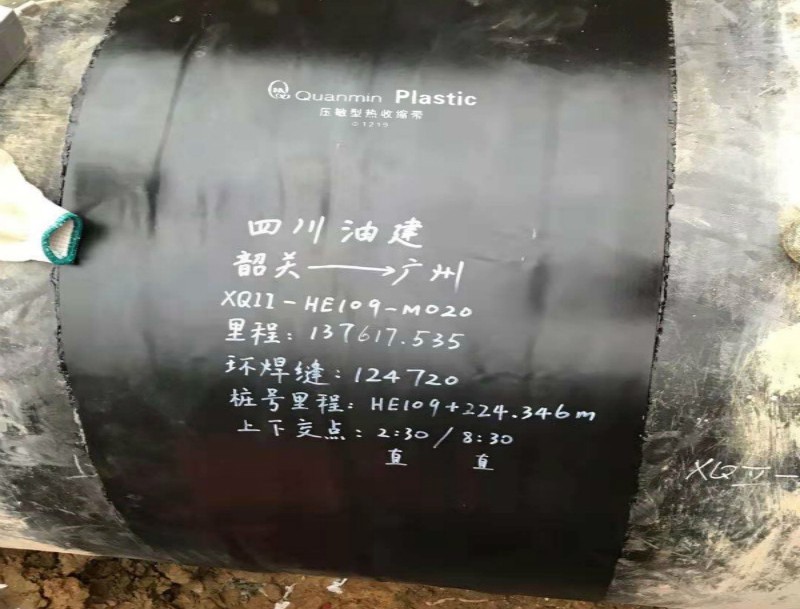 Quanmin Plastic
压敏型热收缩带
01219
四川油建
韶关→广州
XQII-HE109-M020
里程:137617.535
环焊缝:124720
桩号里程:HE109+224.346m
上下交点:2:30/8:30
直 直
XQII-